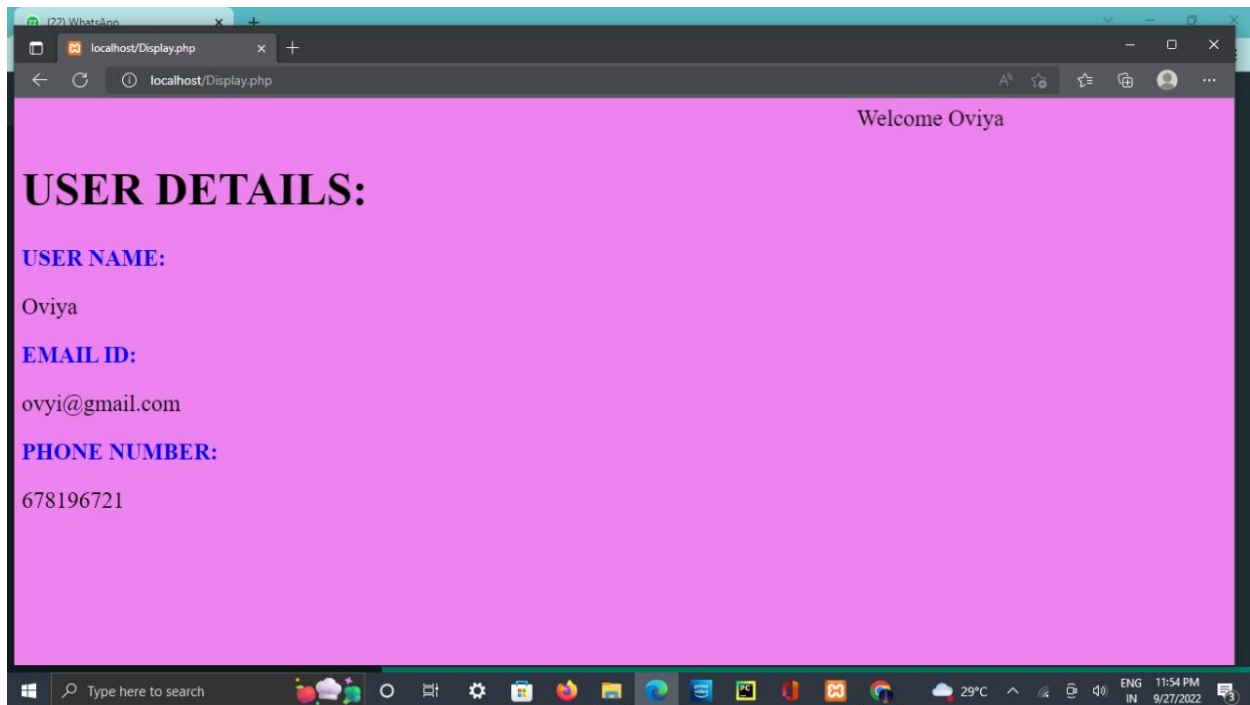 (22) WhatsApp
localhost/Display.php
localhost/Display.php
Welcome Oviya
USER DETAILS:
USER NAME:
Oviya
EMAIL ID:
ovyi@gmail.com
PHONE NUMBER:
678196721
Type here to search
29°C
ENG
IN
11:54 PM
9/27/2022